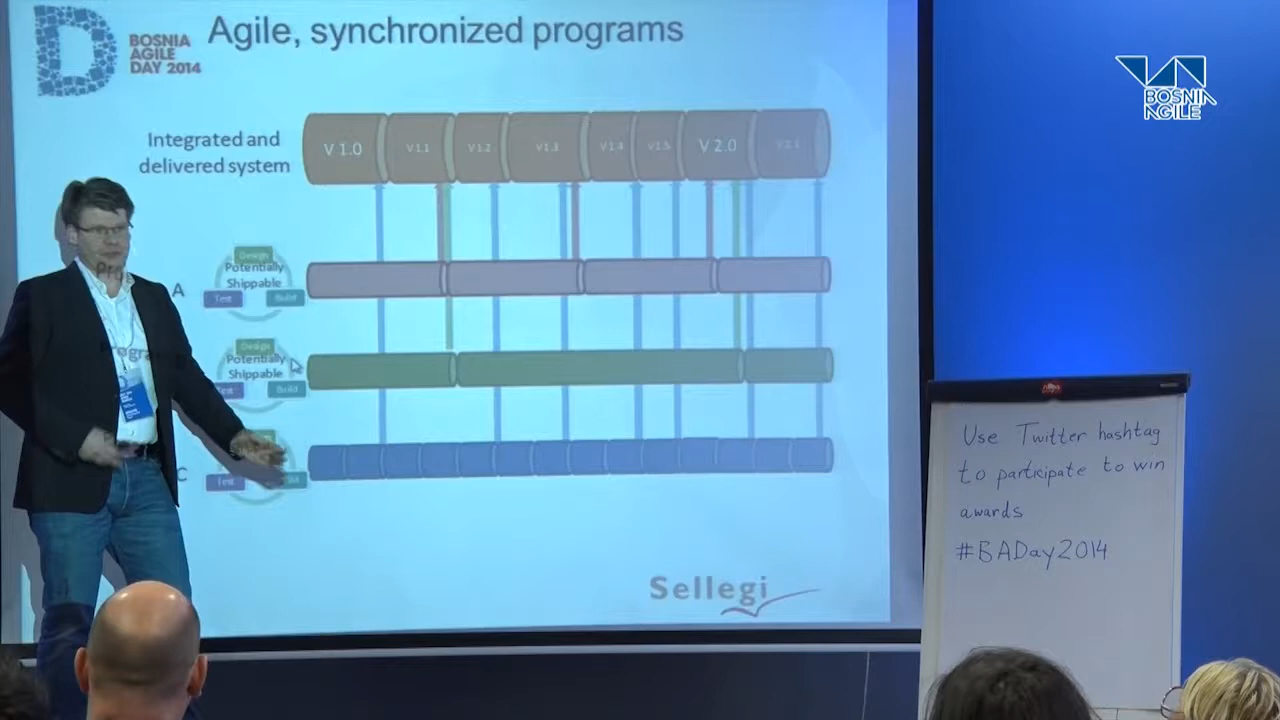 Agile, synchronized programs
BOSNIA
AGILE
DAY 2014
BOSNIA
AGILE
Integrated and
delivered system
V 1.0
V 1.1
V 1.2
V 1.3
V 1.4
V 1.5
V 2.0
A
Design
Potentially
Shippable
Test
Build
Design
Potentially
Shippable
Test
Build
C
Test
Sellegi
Use Twitter hashtag
to participate to win
awards
#BADay2014